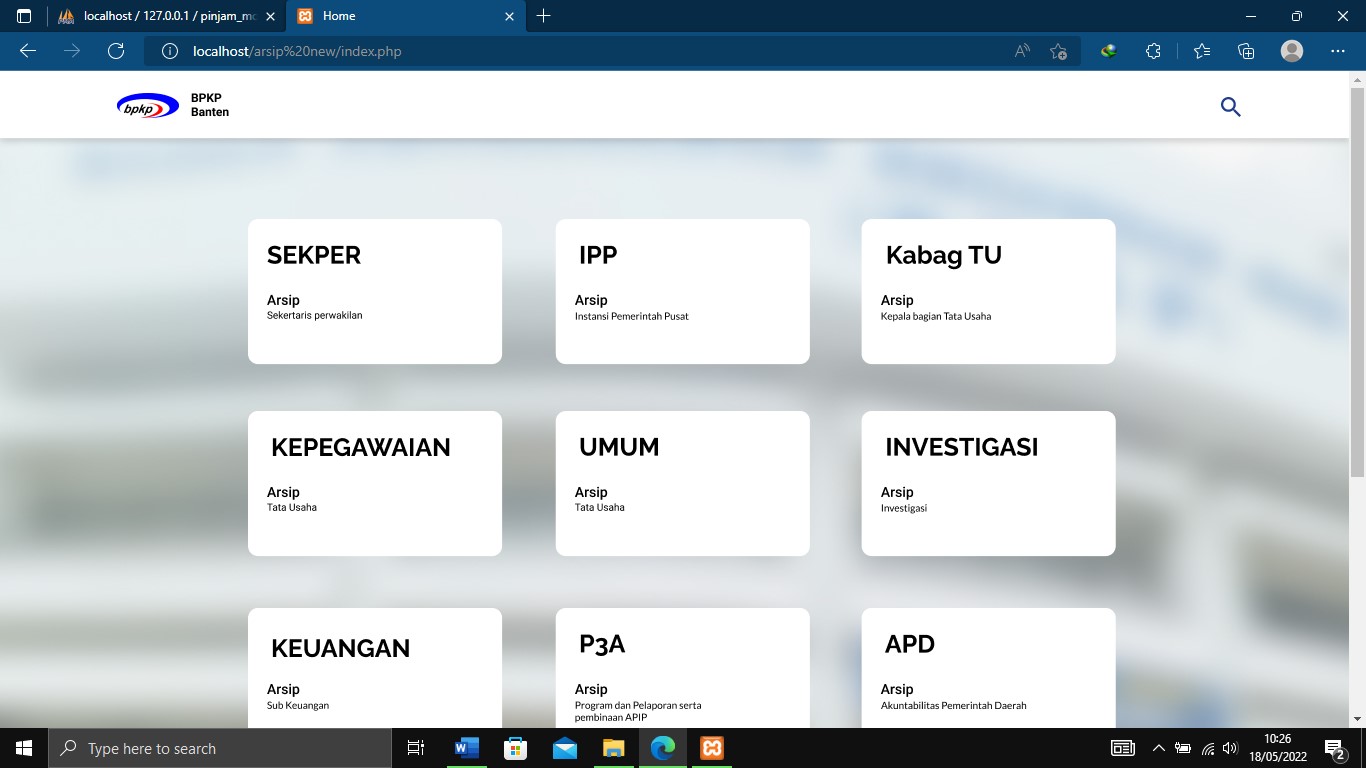 localhost / 127.0.0.1 / pinjam_mo
Home
localhost/arsip%20new/index.php
bpkp
BPKP
Banten
SEKPER
Arsip
Sekertaris perwakilan
IPP
Arsip
Instansi Pemerintah Pusat
Kabag TU
Arsip
Kepala bagian Tata Usaha
KEPEGAWAIAN
Arsip
Tata Usaha
UMUM
Arsip
Tata Usaha
INVESTIGASI
Arsip
Investigasi
KEUANGAN
Arsip
Sub Keuangan
P3A
Arsip
Program dan Pelaporan serta
pembinaan APIP
APD
Arsip
Akuntabilitas Pemerintah Daerah
Type here to search
10:26
18/05/2022
2